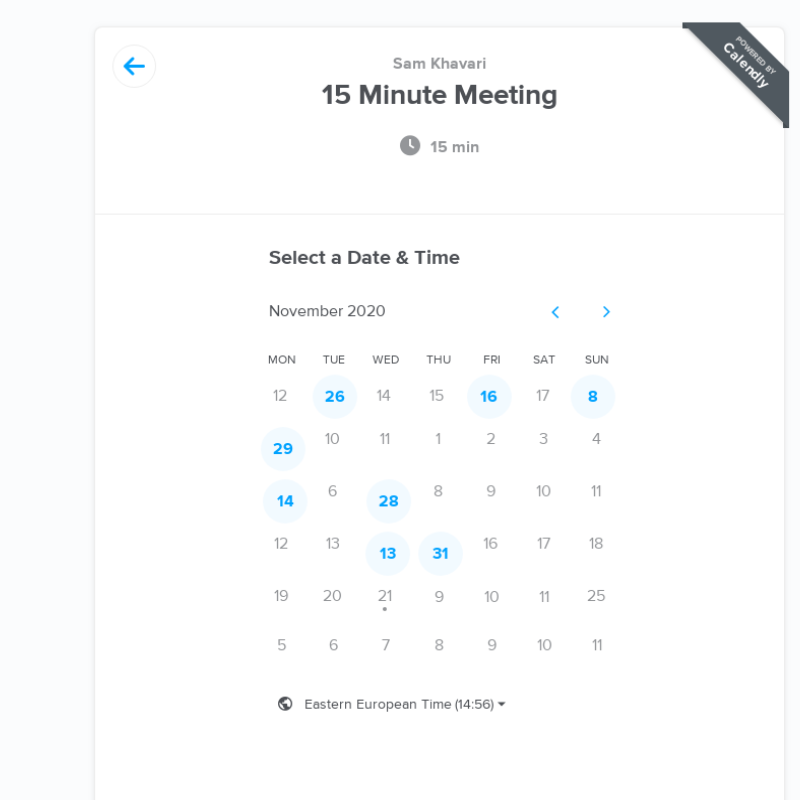 POWERED BY
Calendly
Sam Khavari
15 Minute Meeting
15 min
Select a Date & Time
November 2020
MON TUE WED THU FRI SAT SUN
12 26 14 15 16 17 8
29 10 11 1 2 3 4
14 6 28 8 9 10 11
12 13 13 31 16 17 18
19 20 21 9 10 11 25
5 6 7 8 9 10 11
Eastern European Time (14:56)